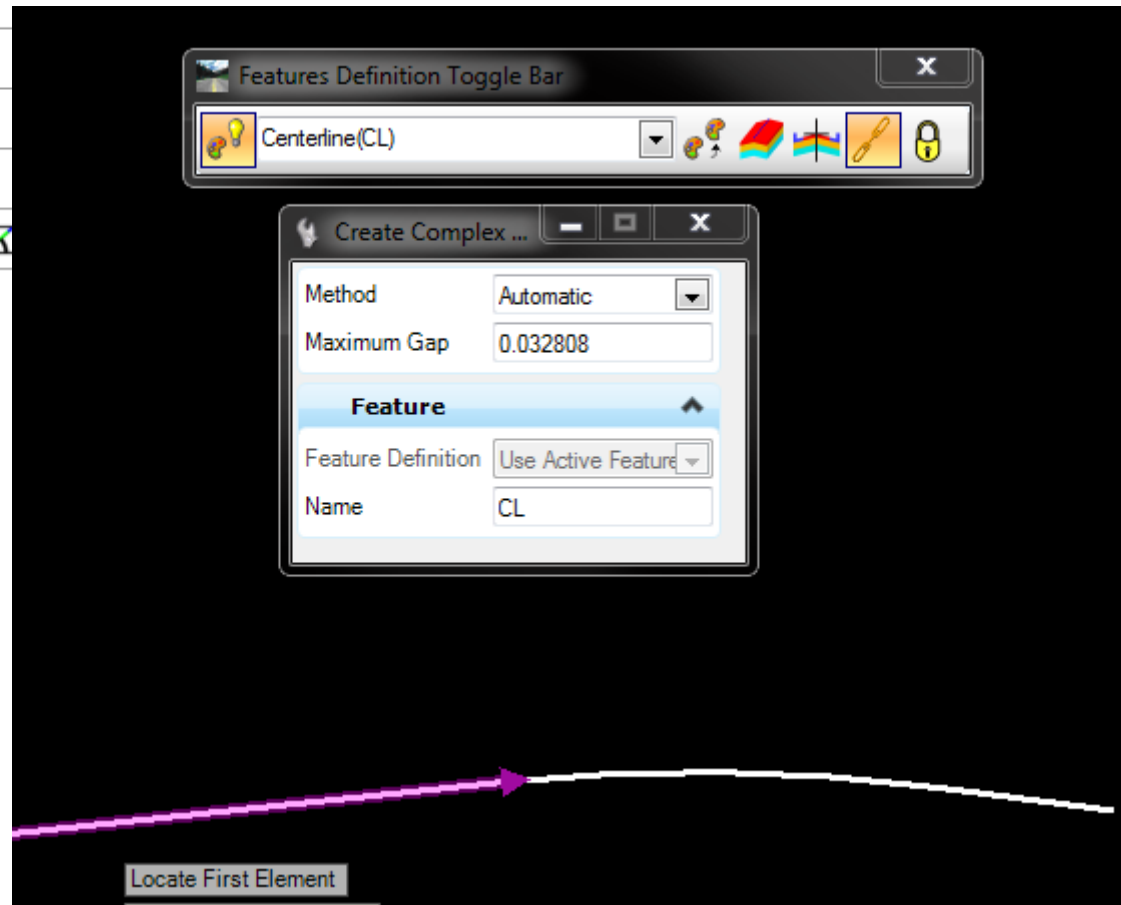 Features Definition Toggle Bar
Centerline(CL)
Create Complex ...
Method Automatic
Maximum Gap 0.032808
Feature
Feature Definition Use Active Feature
Name CL
Locate First Element